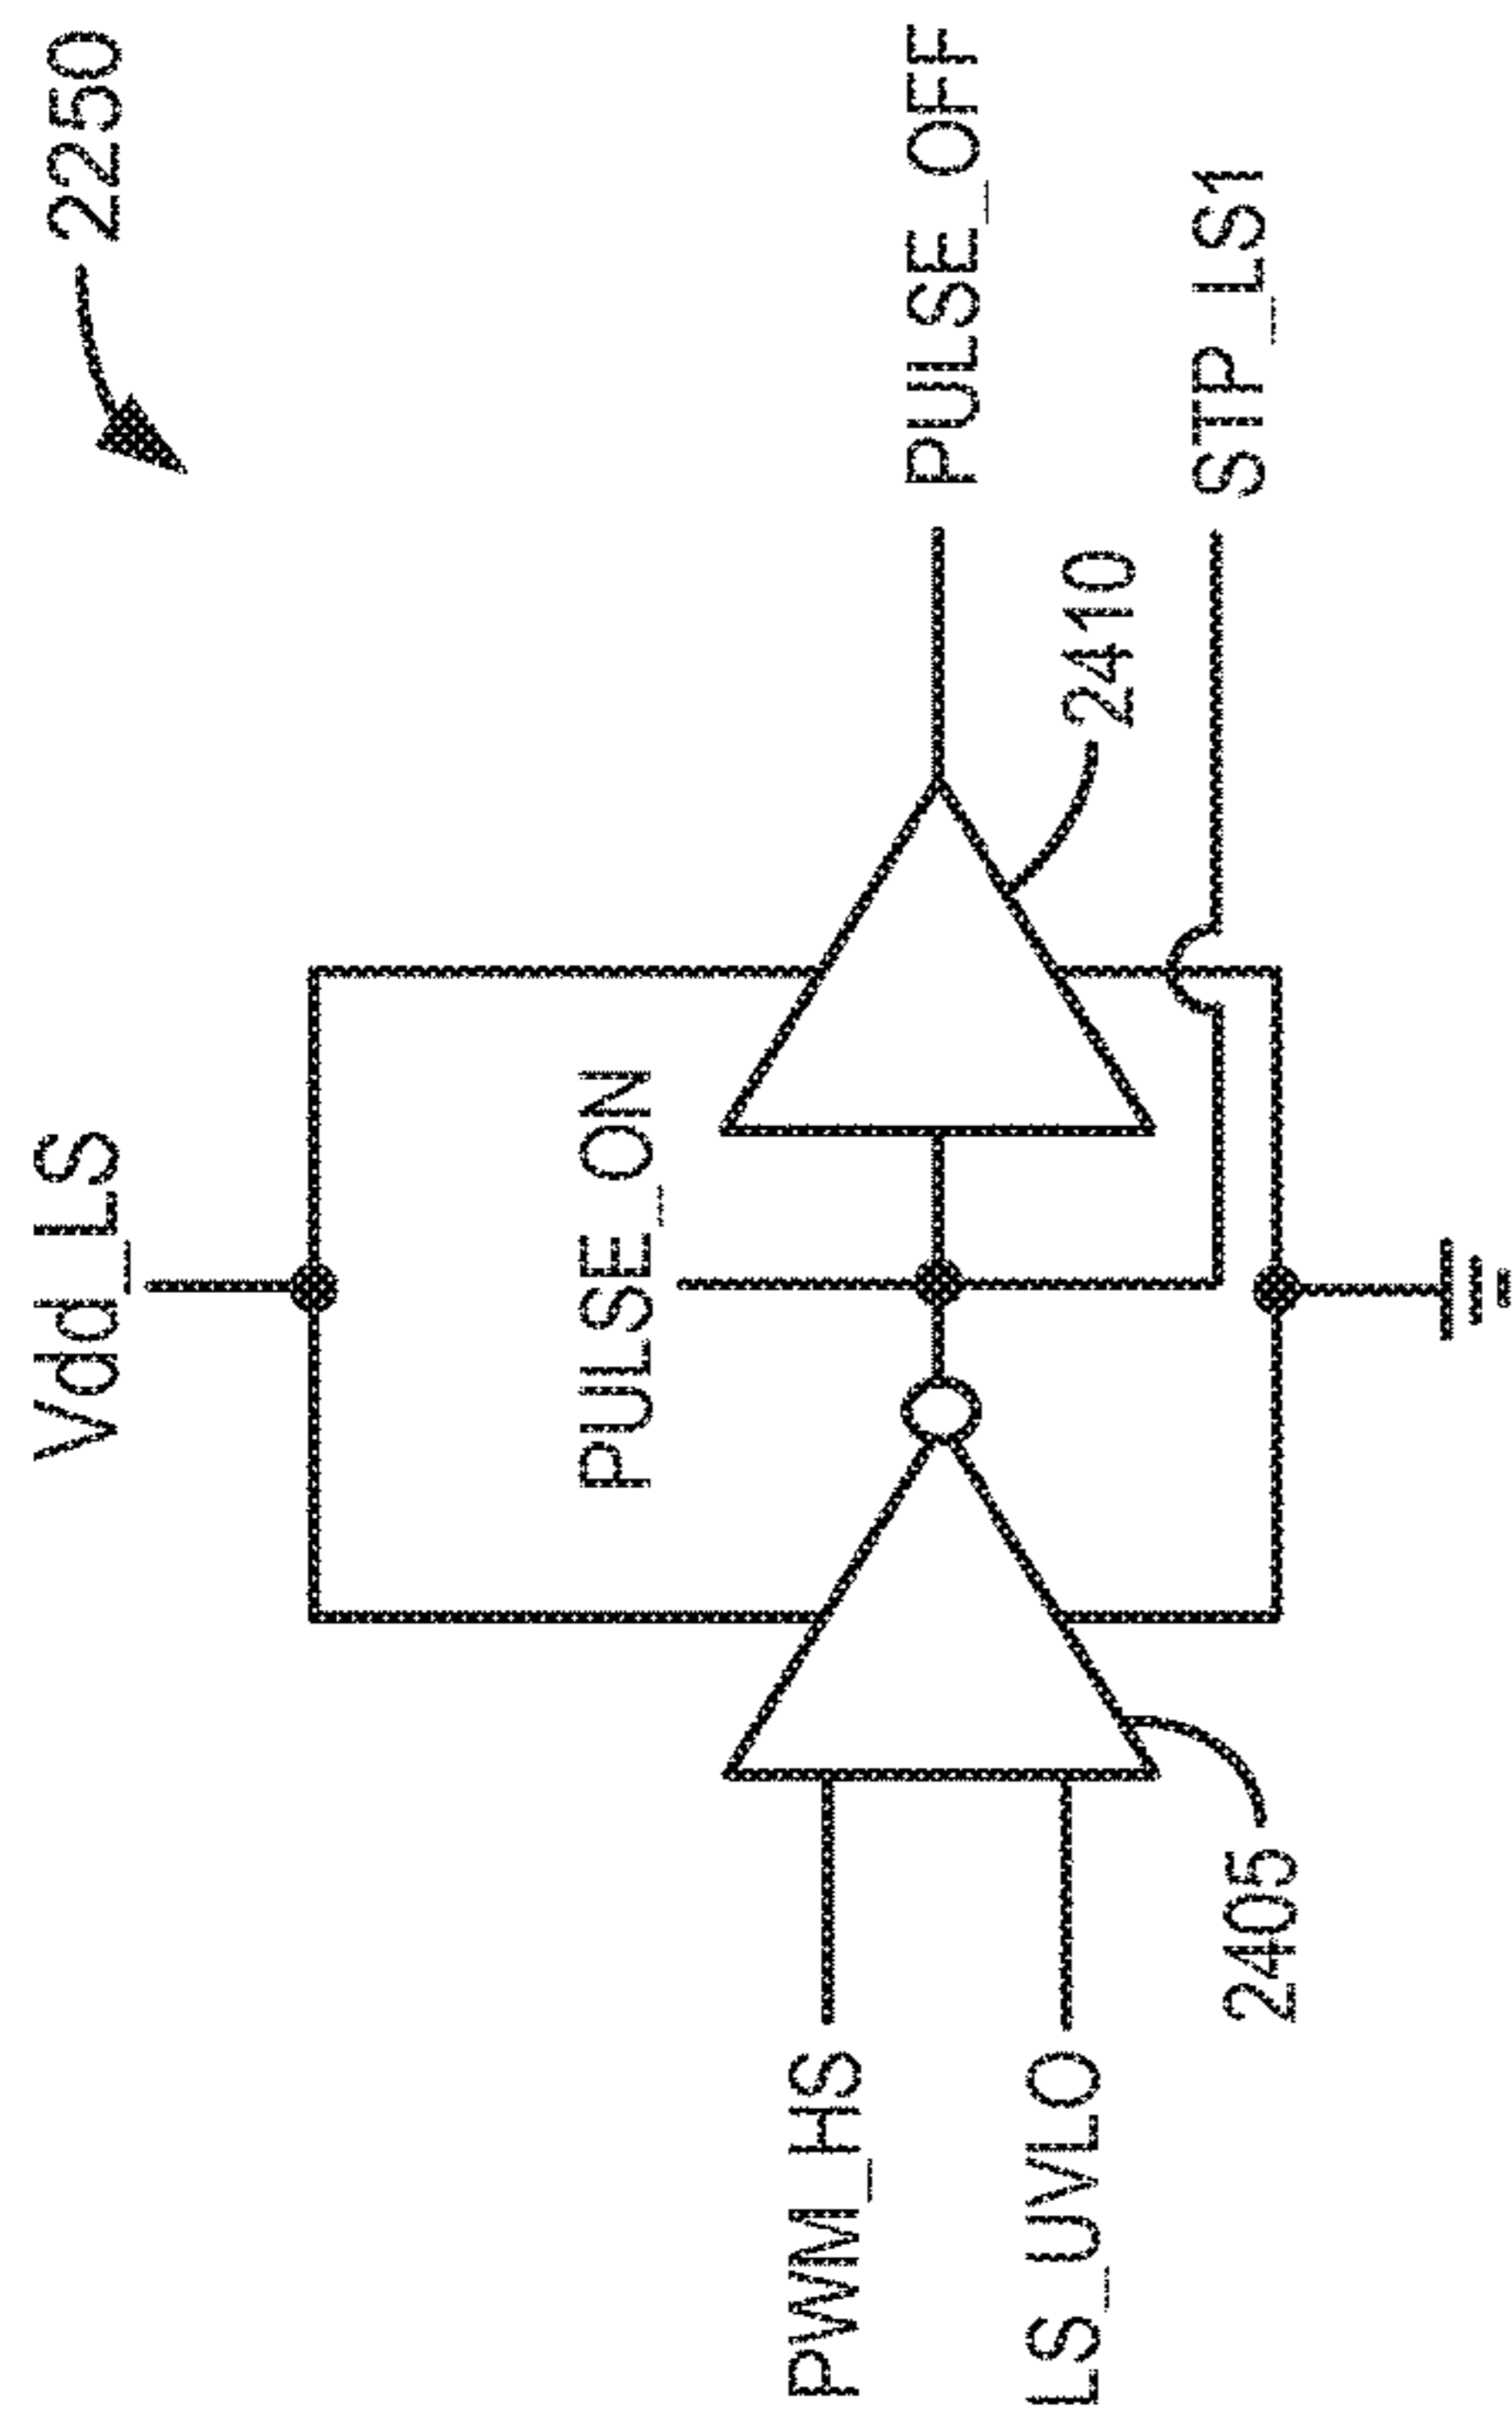 2250
Vdd_LS
PULSE_ON
PULSE_OFF
PWM_HS
LS_UVLO
2410
STP_LS1
2405